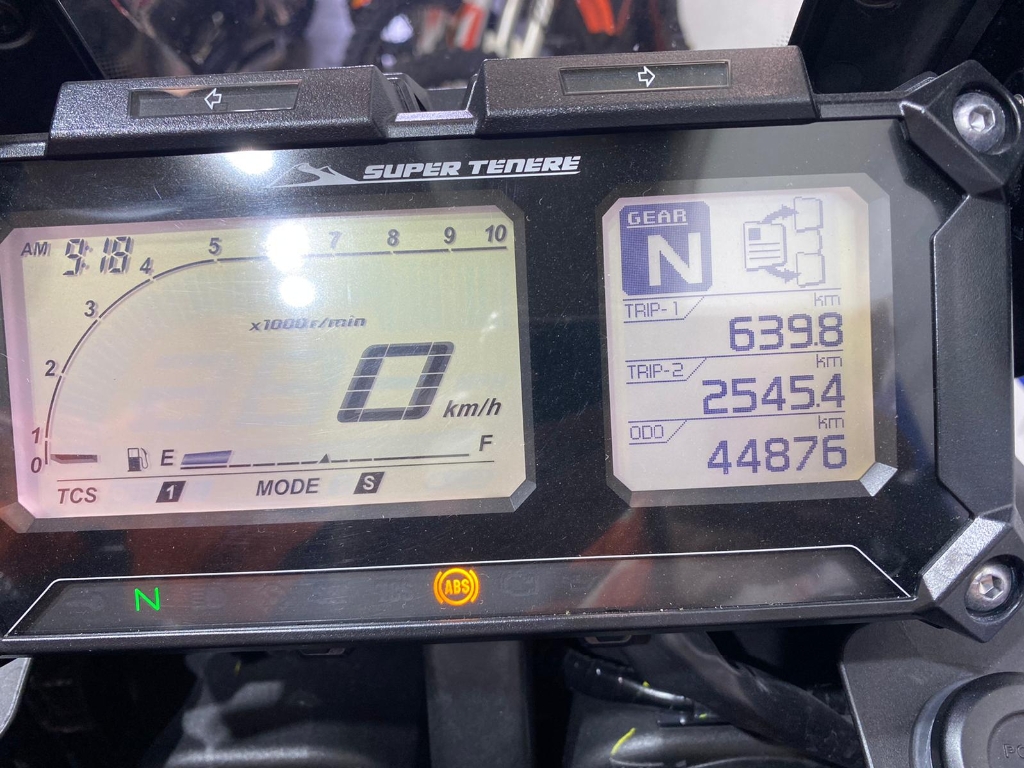 SUPER TENERE
AM 9:18
0 1 2 3 4 5 7 8 9 10
x1000 r/min
0 km/h
E F
TCS 1 MODE S
GEAR
N
TRIP-1 km
639.8
TRIP-2 km
2545.4
ODO km
44876
N ABS